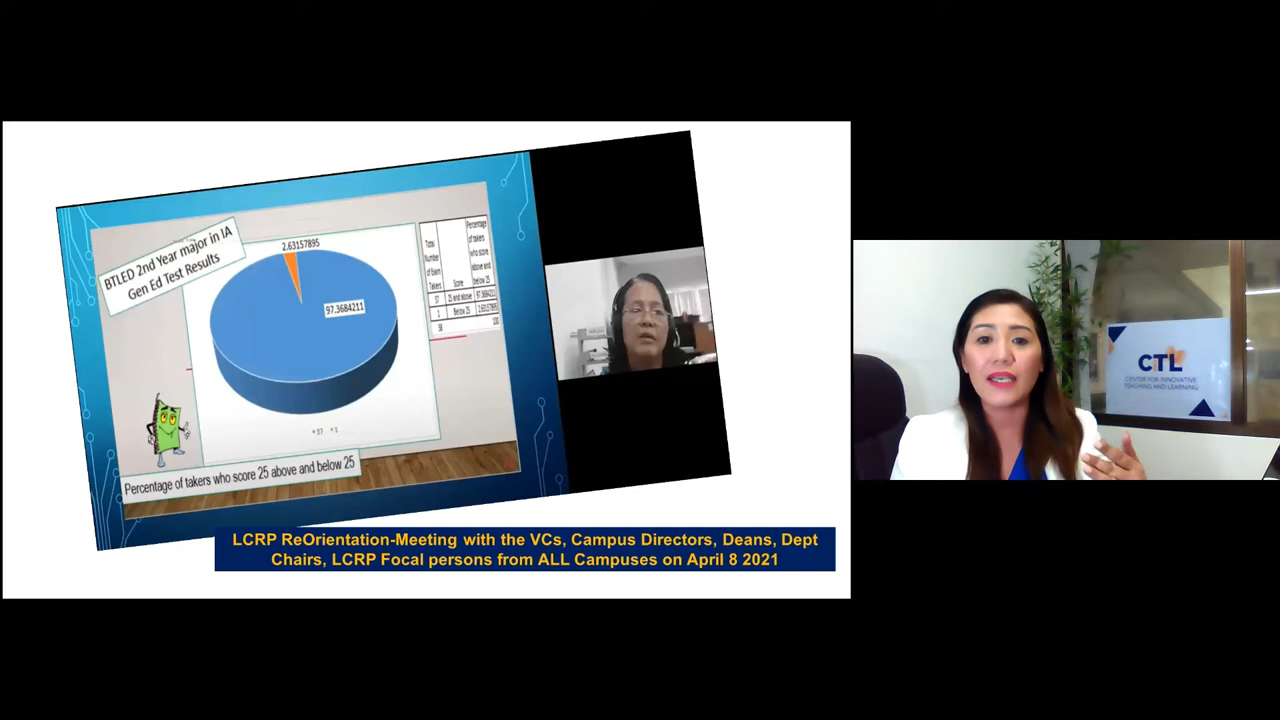 BTLED 2nd Year major in IA
Gen Ed Test Results
2.63157895
97.3684211
37 1
Total
Number
of Exam
Takers
Score
Percentage
of takers
who score
above and
below 25
37 25 and above 97.3684211
1 Below 25 2.63157895
38 100
Percentage of takers who score 25 above and below 25
LCRP ReOrientation-Meeting with the VCs, Campus Directors, Deans, Dept
Chairs, LCRP Focal persons from ALL Campuses on April 8 2021
CTL
CENTER FOR INNOVATIVE
TEACHING AND LEARNING